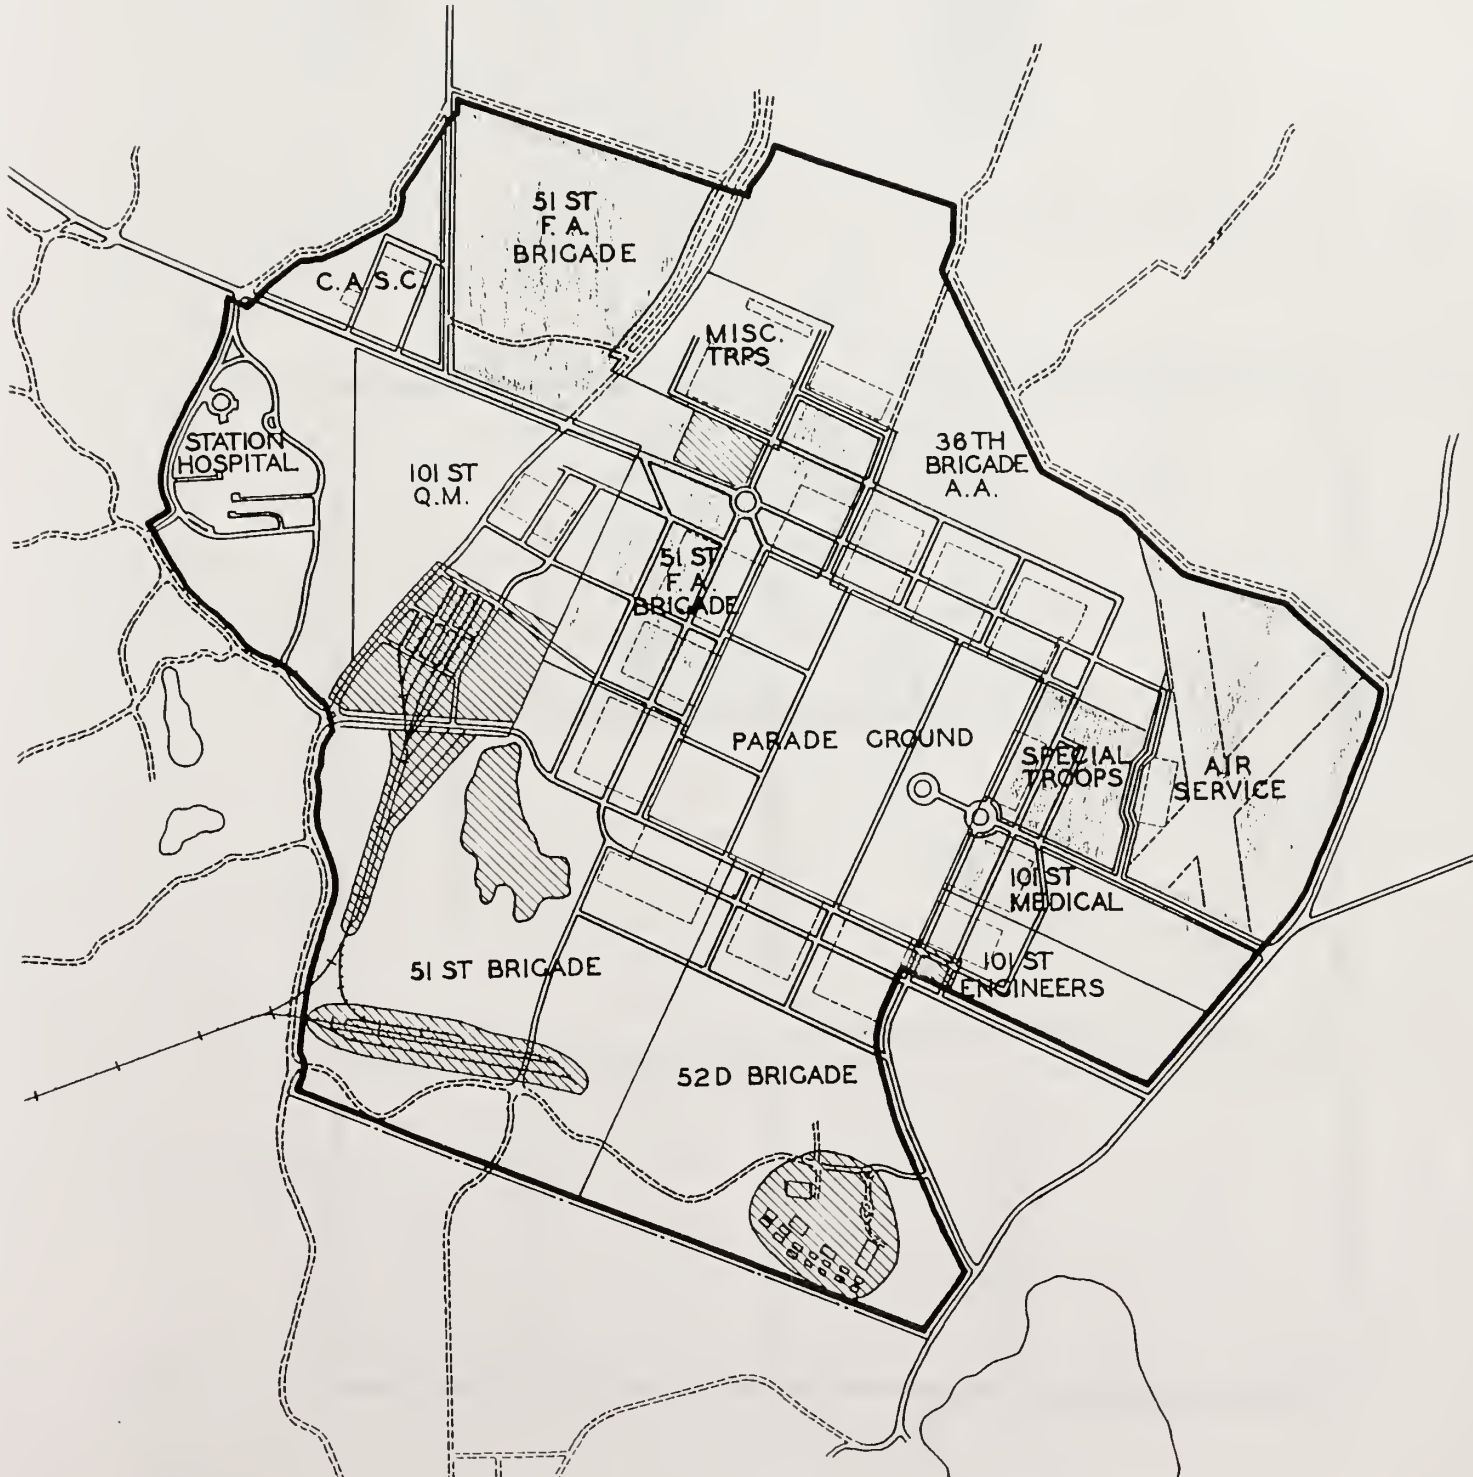 51 ST
F. A.
BRIGADE
C. A. S. C.
MISC.
TRPS
STATION
HOSPITAL
101 ST
Q.M.
36 TH
BRIGADE
A. A.
51 ST
F. A.
BRIGADE
PARADE GROUND
SPECIAL
TROOPS
AIR
SERVICE
101 ST
MEDICAL
51 ST BRIGADE
101 ST
ENGINEERS
52 D BRIGADE